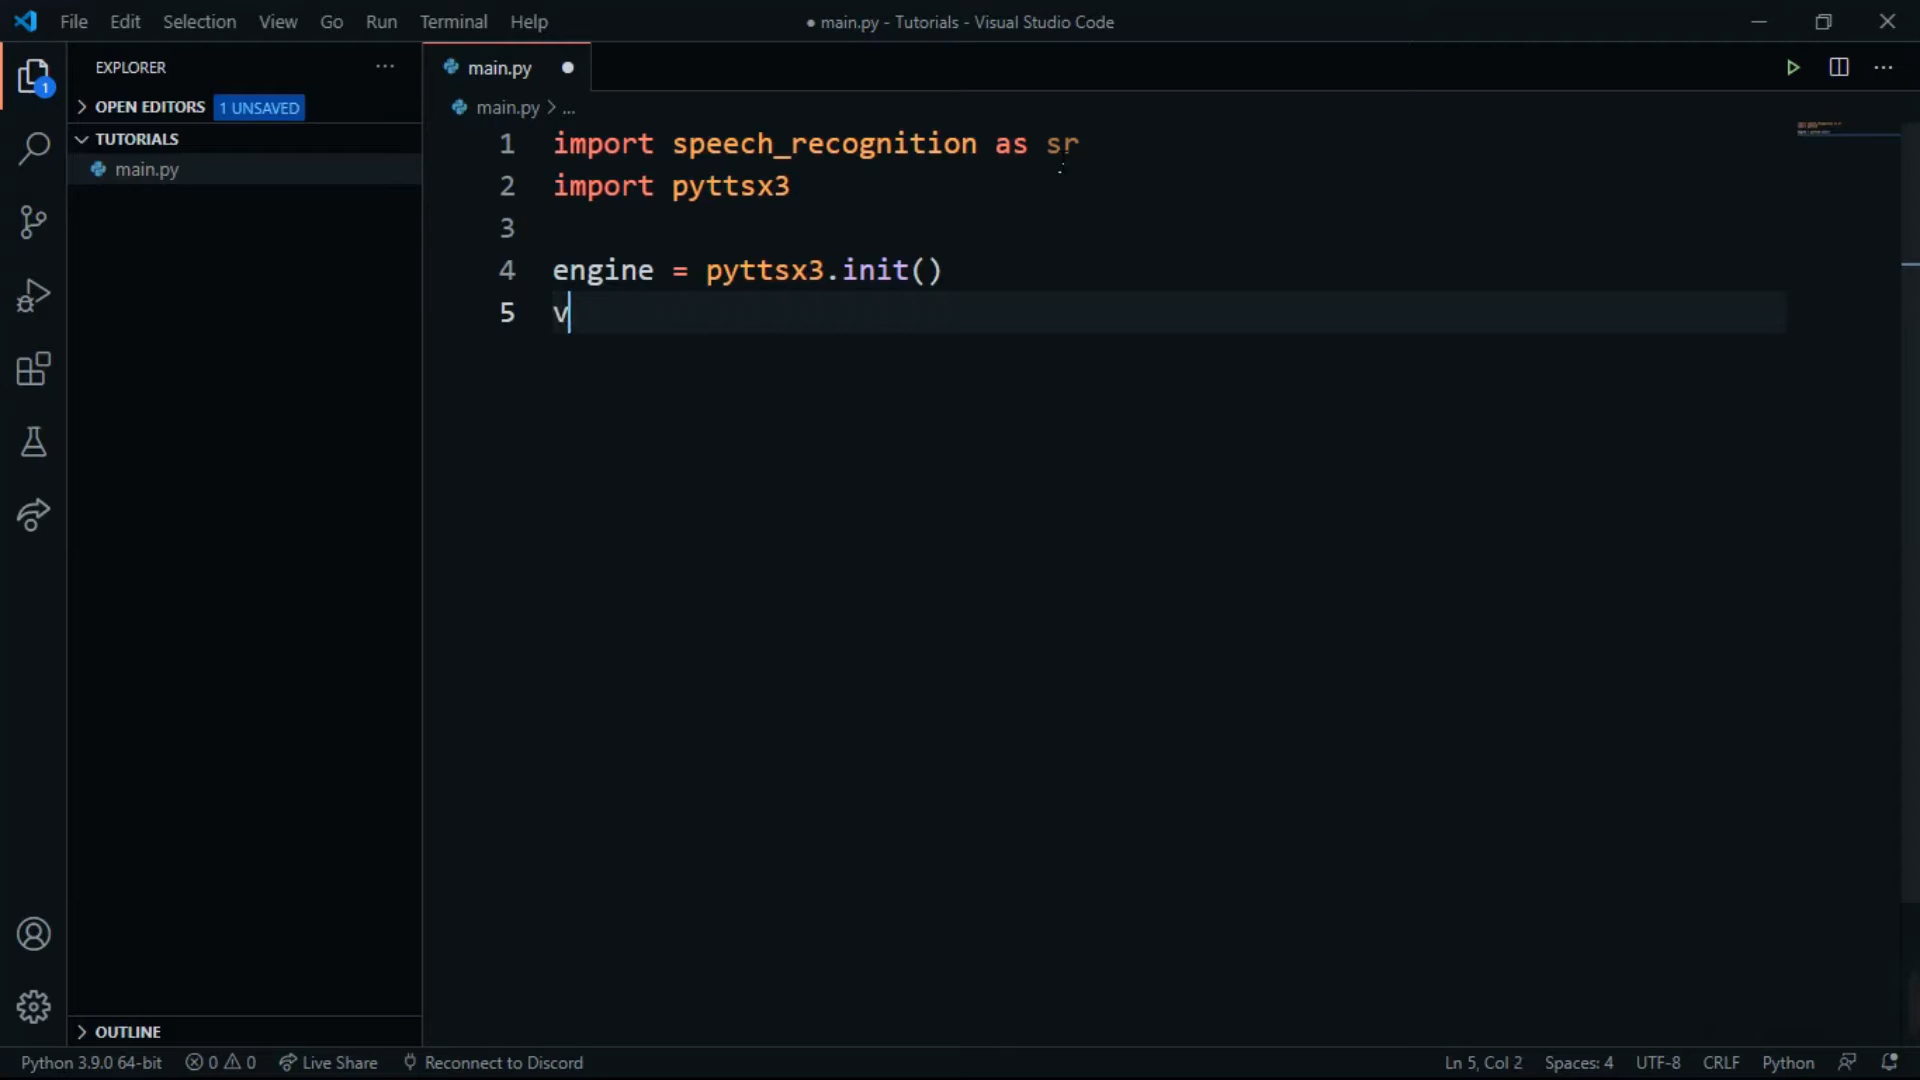 File Edit Selection View Go Run Terminal Help
● main.py - Tutorials - Visual Studio Code
EXPLORER
1
OPEN EDITORS 1 UNSAVED
TUTORIALS
main.py
OUTLINE
main.py
main.py > ...
1 import speech_recognition as sr
2 import pyttsx3
3
4 engine = pyttsx3.init()
5 v
Python 3.9.0 64-bit 0 0 Live Share Reconnect to Discord Ln 5, Col 2 Spaces: 4 UTF-8 CRLF Python